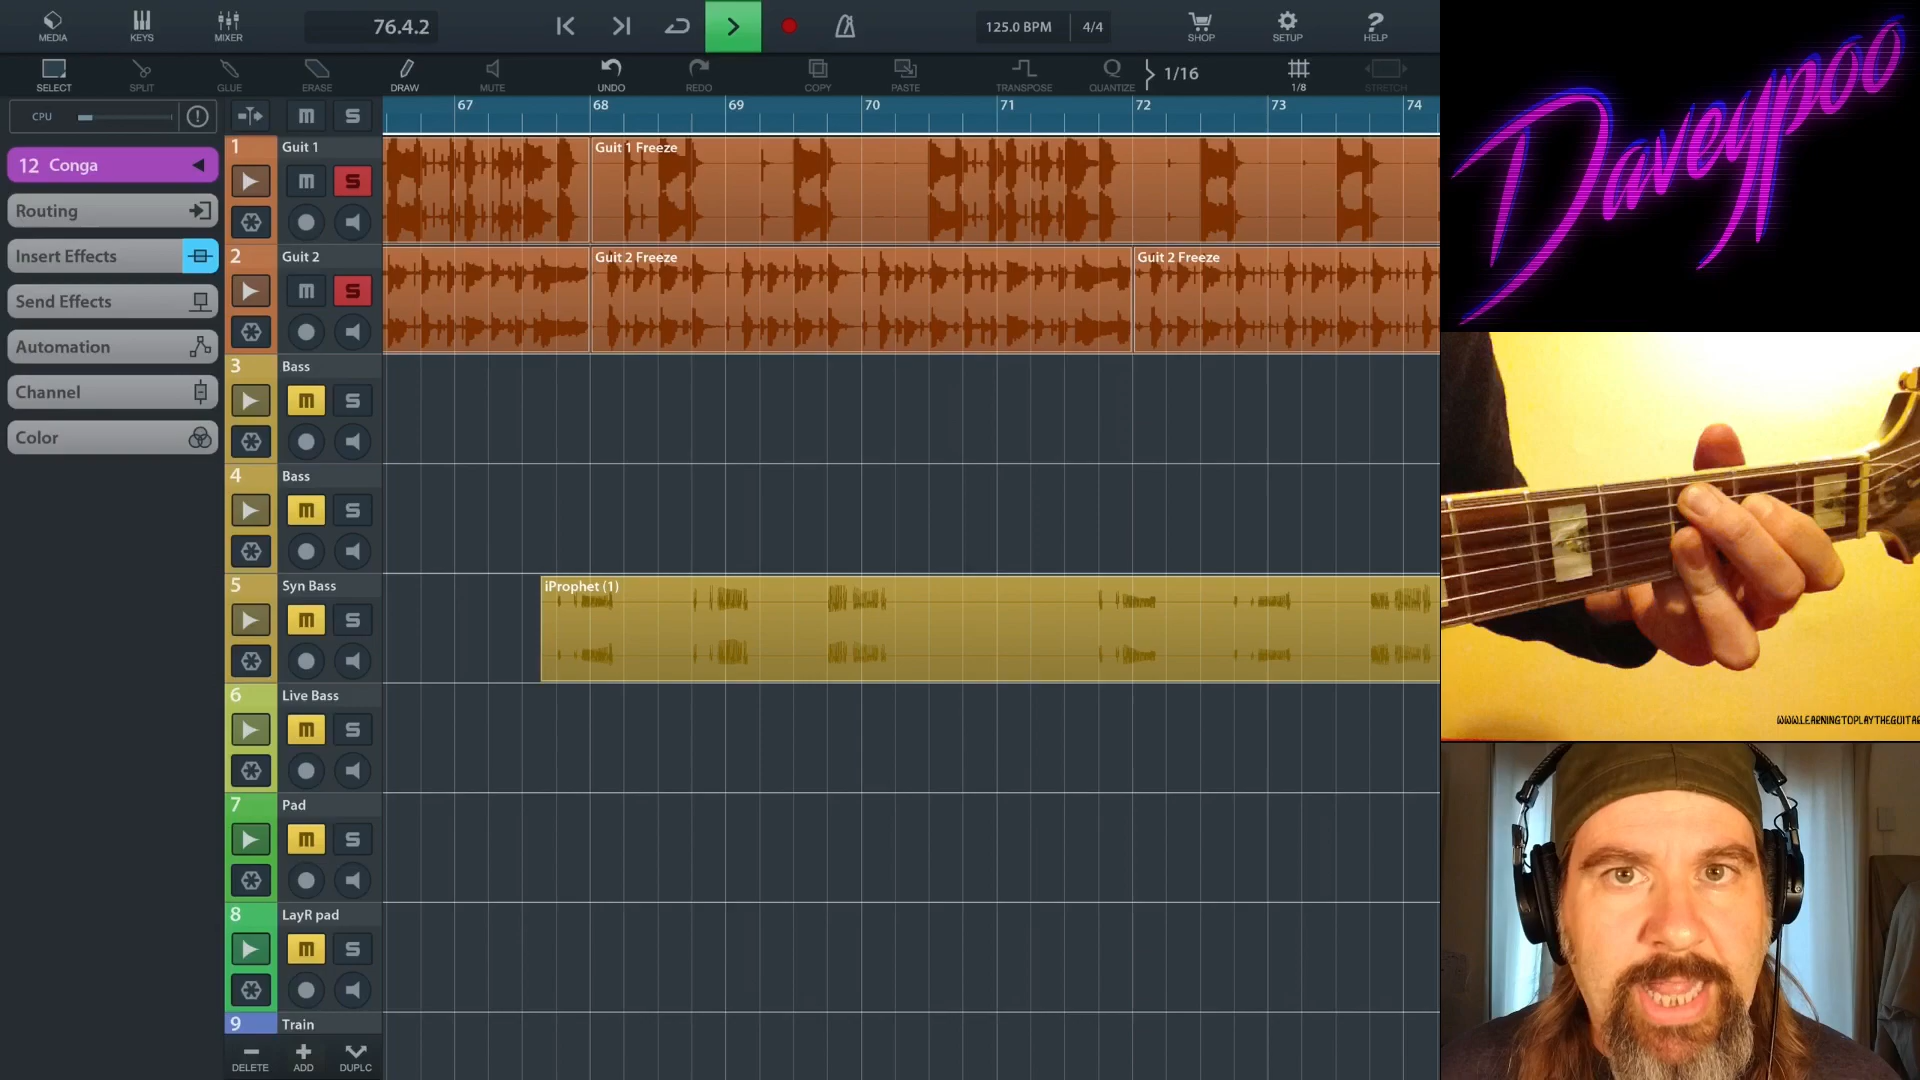 MEDIA
KEYS
MIXER
76.4.2
125.0 BPM
4/4
SHOP
SETUP
HELP
SELECT
SPLIT
GLUE
ERASE
DRAW
MUTE
UNDO
REDO
COPY
PASTE
TRANSPOSE
QUANTIZE
1/16
1/8
STRETCH
CPU
M
S
67
68
69
70
71
72
73
74
12 Conga
Routing
Insert Effects
Send Effects
Automation
Channel
Color
1
Guit 1
M
S
Guit 1 Freeze
2
Guit 2
M
S
Guit 2 Freeze
Guit 2 Freeze
3
Bass
M
S
4
Bass
M
S
5
Syn Bass
M
S
iProphet (1)
6
Live Bass
M
S
7
Pad
M
S
8
LayR pad
M
S
9
Train
DELETE
ADD
DUPLC
Daveypoo
WWW.LEARNINGTOPLAYTHEGUITAR